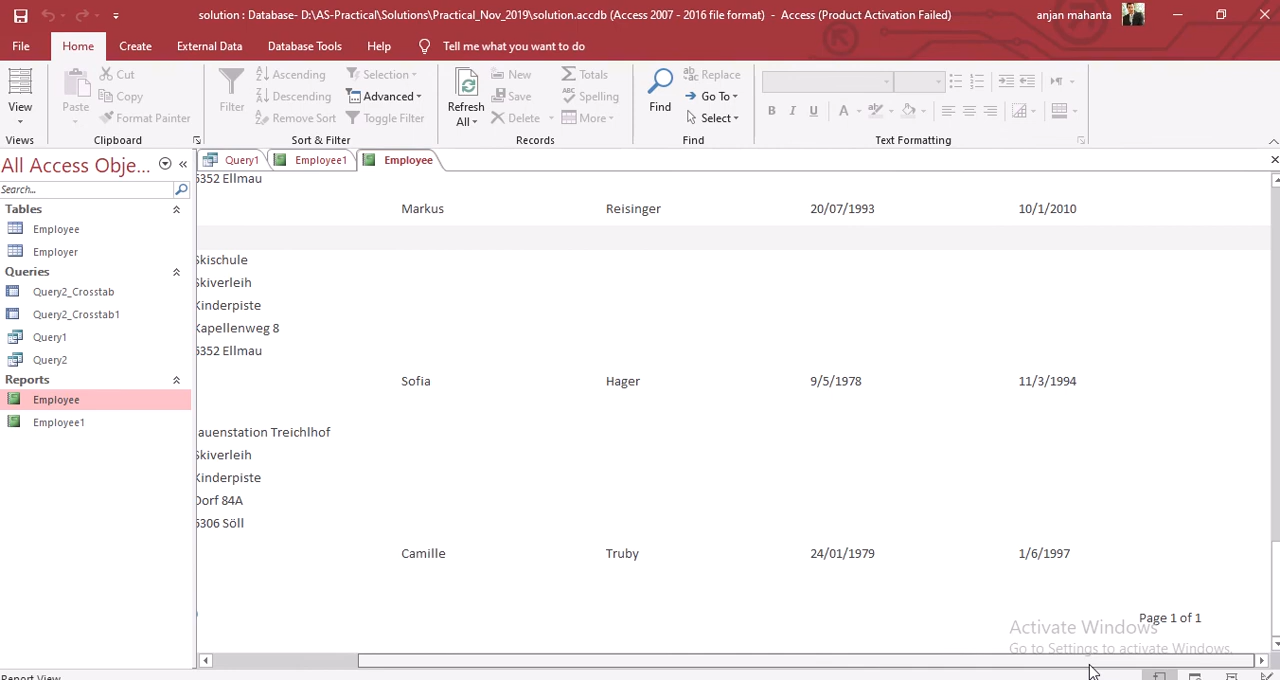 solution : Database- D:\AS-Practical\Solutions\Practical_Nov_2019\solution.accdb (Access 2007 - 2016 file format) - Access (Product Activation Failed)
anjan mahanta
File Home Create External Data Database Tools Help Tell me what you want to do
View
Views
Paste
Cut
Copy
Format Painter
Clipboard
Filter
Ascending
Descending
Remove Sort
Selection
Advanced
Toggle Filter
Sort & Filter
Refresh
All
New
Save
Delete
Totals
Spelling
More
Records
Find
Replace
Go To
Select
Find
B I U A
Text Formatting
All Access Obje...
Search...
Tables
Employee
Employer
Queries
Query2_Crosstab
Query2_Crosstab1
Query1
Query2
Reports
Employee
Employee1
Query1 Employee1 Employee
6352 Ellmau
Markus Reisinger 20/07/1993 10/1/2010
Skischule
Skiverleih
Kinderpiste
Kapellenweg 8
6352 Ellmau
Sofia Hager 9/5/1978 11/3/1994
auenstation Treichlhof
Skiverleih
Kinderpiste
Dorf 84A
6306 Söll
Camille Truby 24/01/1979 1/6/1997
Page 1 of 1
Activate Windows
Go to Settings to activate Windows.
Report View